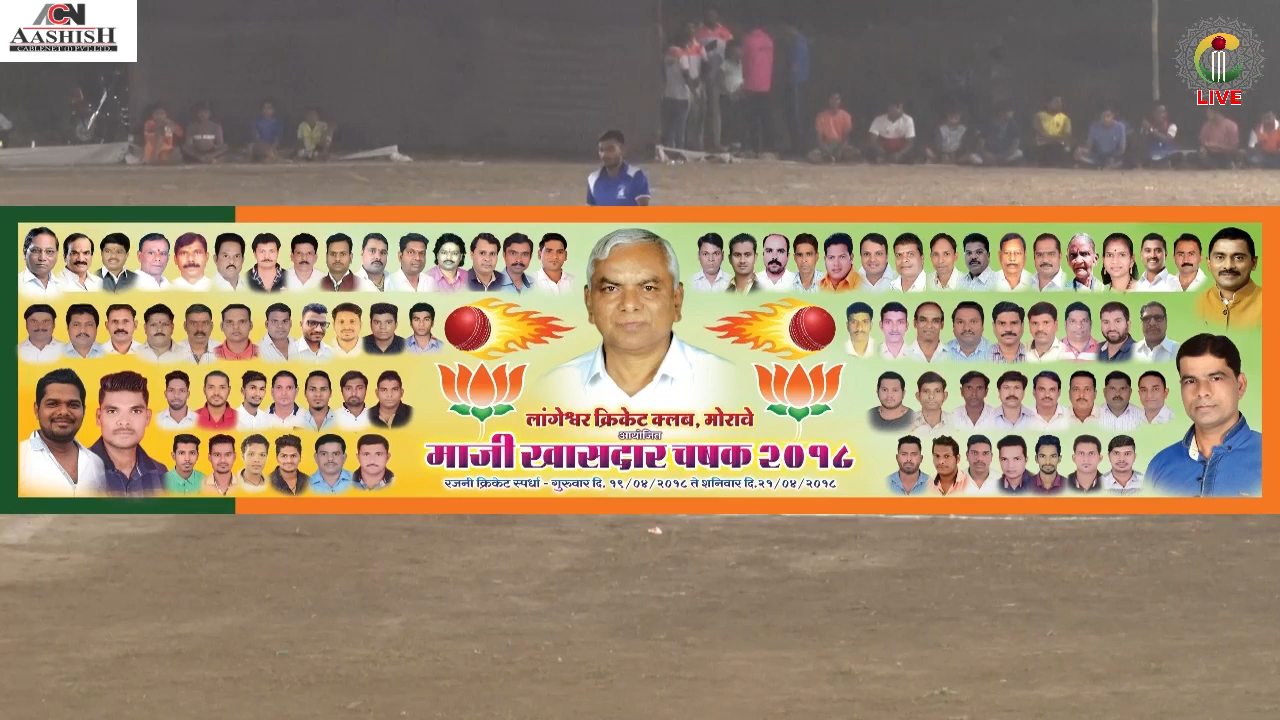 ACN
AASHISH
CABLENET (I) PVT. LTD.
LIVE
लांगेश्वर क्रिकेट क्लब, मोरावे
आयोजित
माजी खासदार चषक २०१८
रजनी क्रिकेट स्पर्धा - गुरुवार दि. १९/०४/२०१८ ते शनिवार दि.२१/०४/२०१८